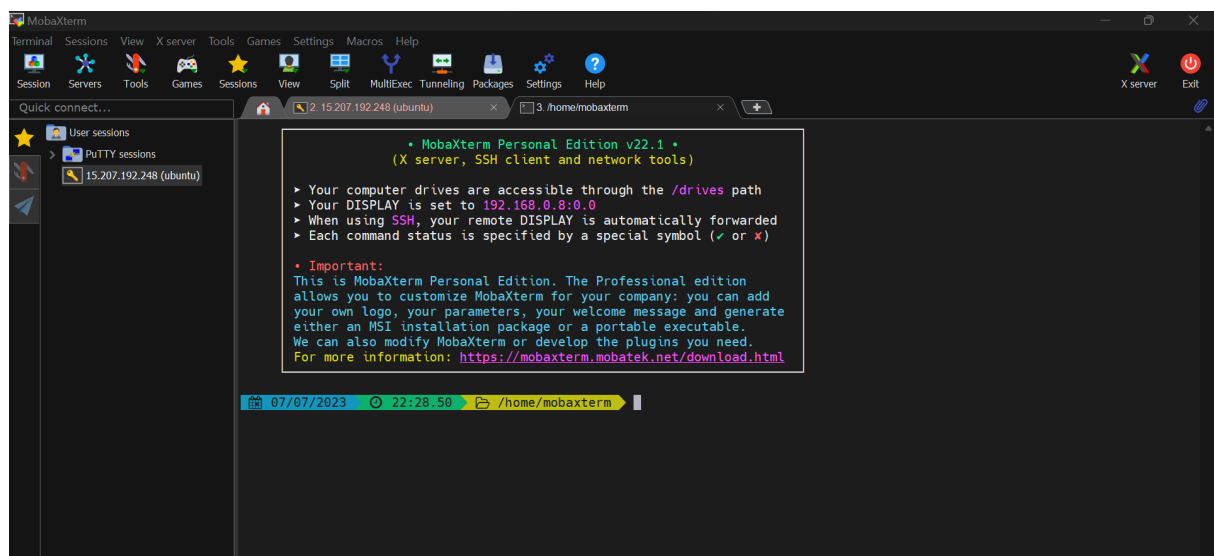 MobaXterm
Terminal Sessions View X server Tools Games Settings Macros Help
Session Servers Tools Games Sessions View Split MultiExec Tunneling Packages Settings Help X server Exit
Quick connect...
2. 15.207.192.248 (ubuntu)
3. /home/mobaxterm
User sessions
PuTTY sessions
15.207.192.248 (ubuntu)
• MobaXterm Personal Edition v22.1 •
(X server, SSH client and network tools)
➤ Your computer drives are accessible through the /drives path
➤ Your DISPLAY is set to 192.168.0.8:0.0
➤ When using SSH, your remote DISPLAY is automatically forwarded
➤ Each command status is specified by a special symbol (✔ or ✘)
• Important:
This is MobaXterm Personal Edition. The Professional edition
allows you to customize MobaXterm for your company: you can add
your own logo, your parameters, your welcome message and generate
either an MSI installation package or a portable executable.
We can also modify MobaXterm or develop the plugins you need.
For more information: https://mobaxterm.mobatek.net/download.html
07/07/2023 22:28.50 /home/mobaxterm